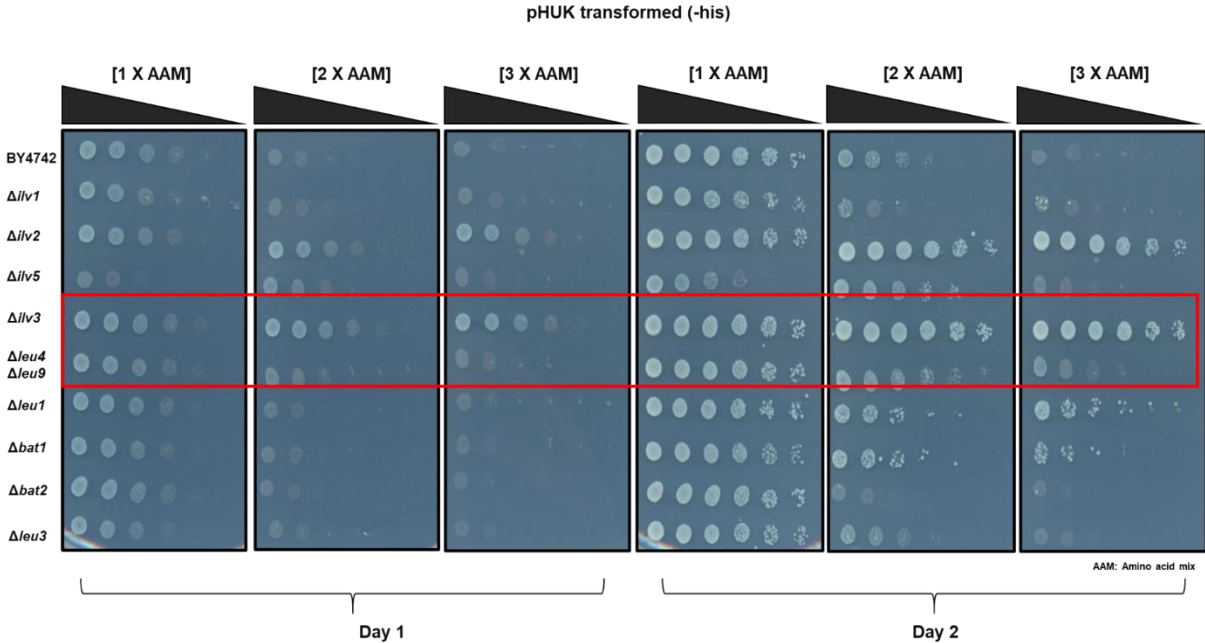 pHUK transformed (-his)
[1 X AAM] [2 X AAM] [3 X AAM] [1 X AAM] [2 X AAM] [3 X AAM]
BY4742
Δilv1
Δilv2
Δilv5
Δilv3
Δleu4
Δleu9
Δleu1
Δbat1
Δbat2
Δleu3
AAM: Amino acid mix
Day 1 Day 2